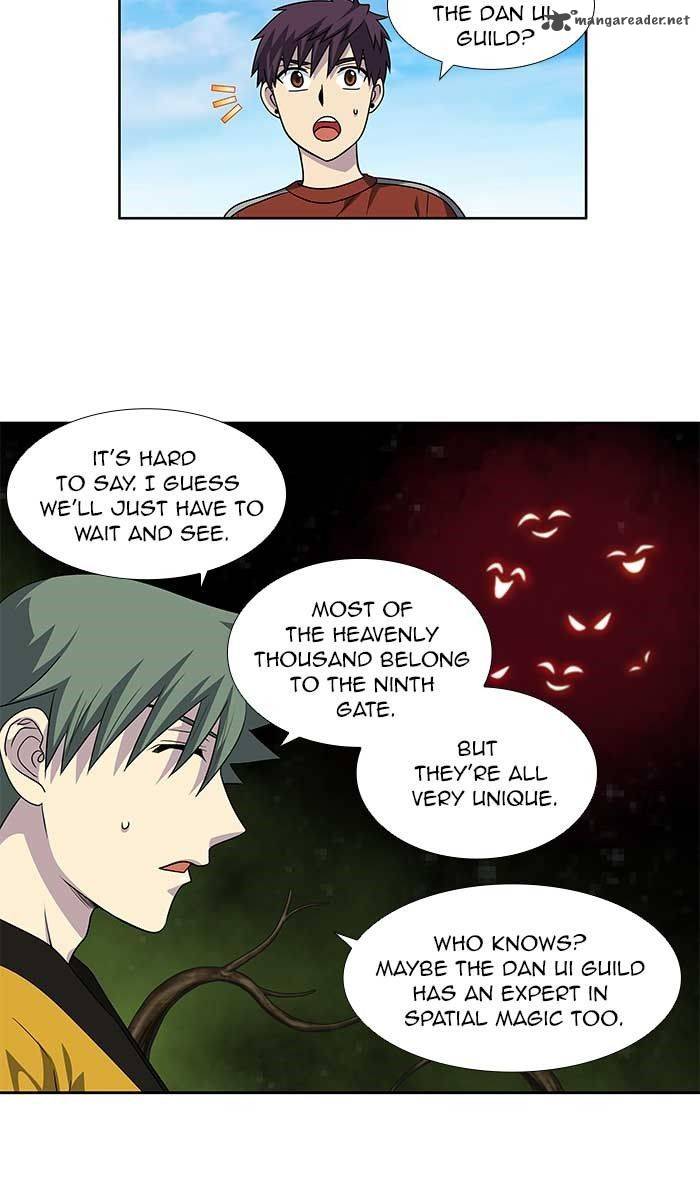 THE DAN UI
GUILD?
mangareader.net
IT'S HARD
TO SAY. I GUESS
WE'LL JUST HAVE TO
WAIT AND SEE.
MOST OF
THE HEAVENLY
THOUSAND BELONG
TO THE NINTH
GATE.
BUT
THEY'RE ALL
VERY UNIQUE.
WHO KNOWS?
MAYBE THE DAN UI GUILD
HAS AN EXPERT IN
SPATIAL MAGIC TOO.